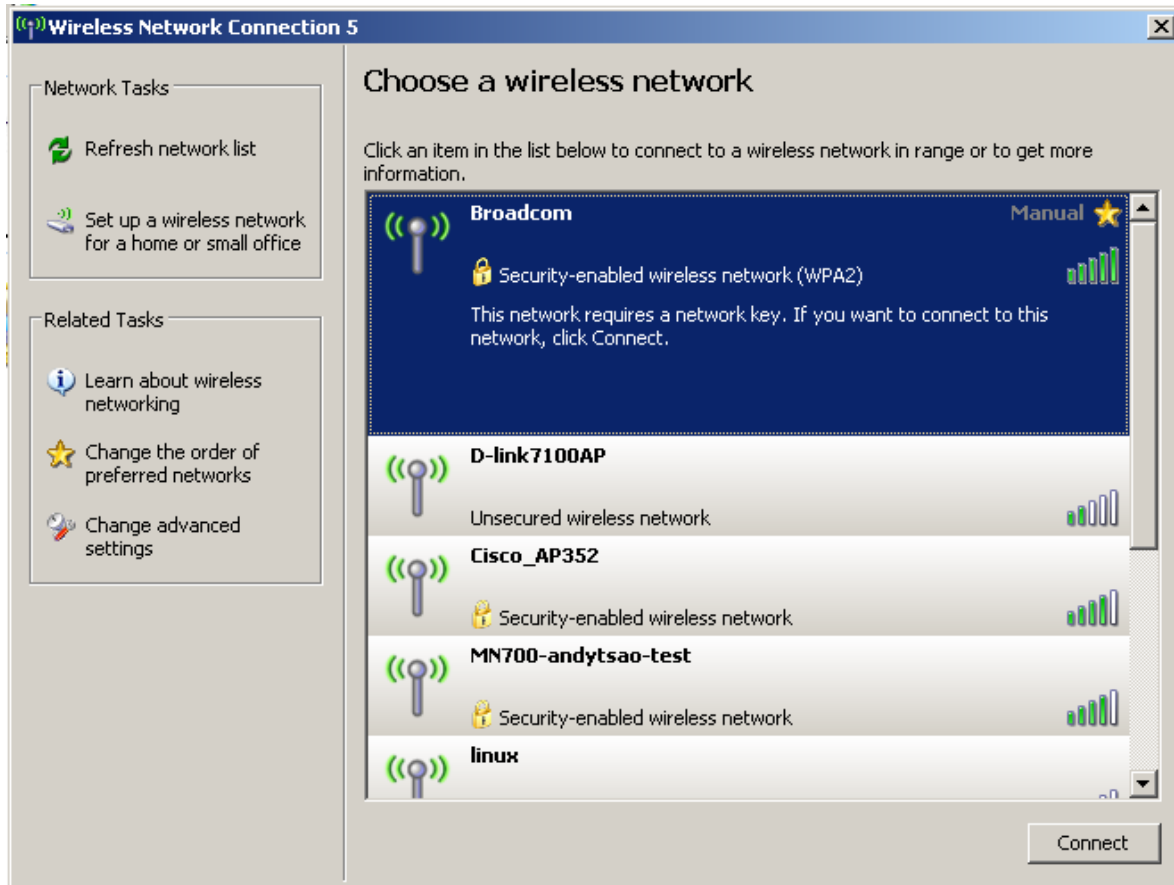 Wireless Network Connection 5
Network Tasks
Refresh network list
Set up a wireless network
for a home or small office
Related Tasks
Learn about wireless
networking
Change the order of
preferred networks
Change advanced
settings
Choose a wireless network
Click an item in the list below to connect to a wireless network in range or to get more
information.
Broadcom
Manual
Security-enabled wireless network (WPA2)
This network requires a network key. If you want to connect to this
network, click Connect.
D-link7100AP
Unsecured wireless network
Cisco_AP352
Security-enabled wireless network
MN700-andytsao-test
Security-enabled wireless network
linux
Connect